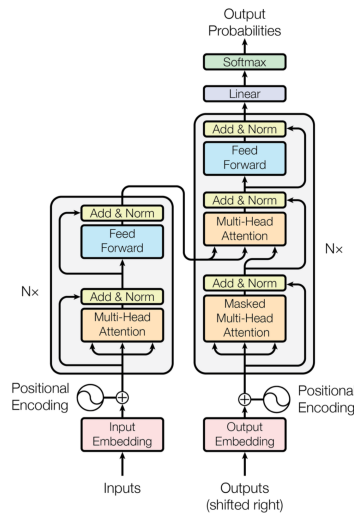 Output
Probabilities
Softmax
Linear
Add & Norm
Feed
Forward
Add & Norm
Multi-Head
Attention
Add & Norm
Masked
Multi-Head
Attention
N×
Add & Norm
Feed
Forward
N×
Add & Norm
Multi-Head
Attention
Positional
Encoding
Positional
Encoding
Input
Embedding
Output
Embedding
Inputs
Outputs
(shifted right)